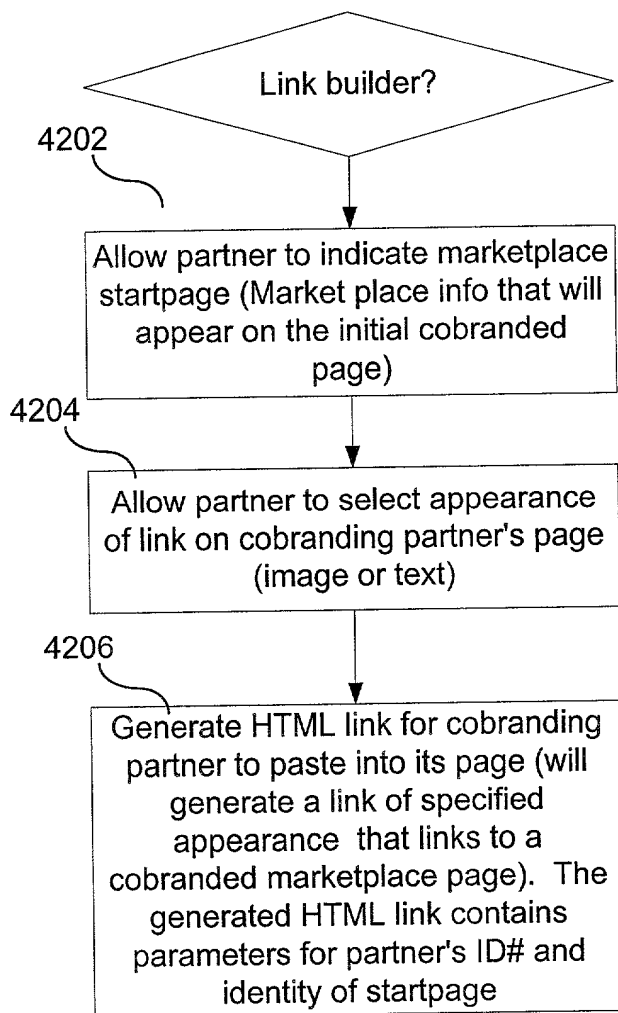 Link builder?
4202
Allow partner to indicate marketplace
startpage (Market place info that will
appear on the initial cobranded
page)
4204
Allow partner to select appearance
of link on cobranding partner's page
(image or text)
4206
Generate HTML link for cobranding
partner to paste into its page (will
generate a link of specified
appearance that links to a
cobranded marketplace page). The
generated HTML link contains
parameters for partner's ID# and
identity of startpage